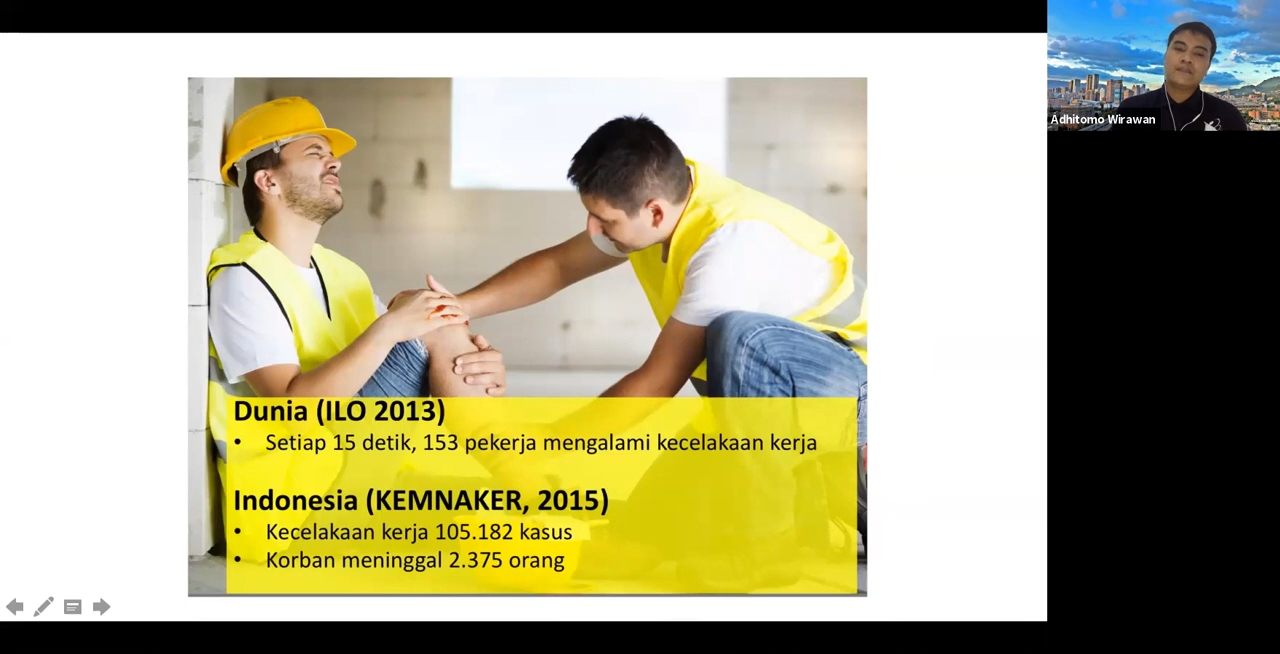 Dunia (ILO 2013)
• Setiap 15 detik, 153 pekerja mengalami kecelakaan kerja
Indonesia (KEMNAKER, 2015)
• Kecelakaan kerja 105.182 kasus
• Korban meninggal 2.375 orang
Adhitomo Wirawan